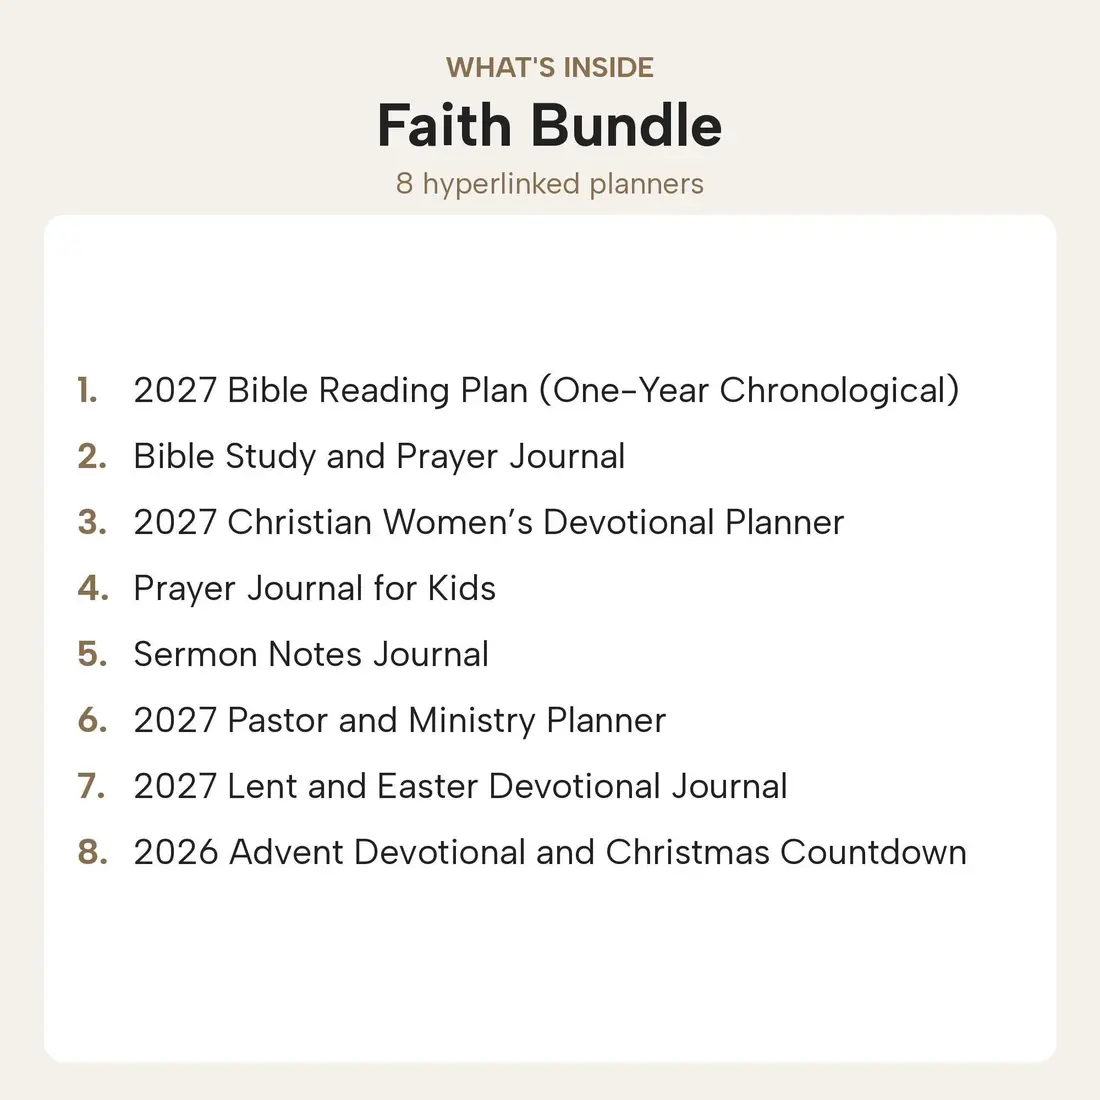 WHAT'S INSIDE
Faith Bundle
8 hyperlinked planners
1. 2027 Bible Reading Plan (One-Year Chronological)
2. Bible Study and Prayer Journal
3. 2027 Christian Women’s Devotional Planner
4. Prayer Journal for Kids
5. Sermon Notes Journal
6. 2027 Pastor and Ministry Planner
7. 2027 Lent and Easter Devotional Journal
8. 2026 Advent Devotional and Christmas Countdown